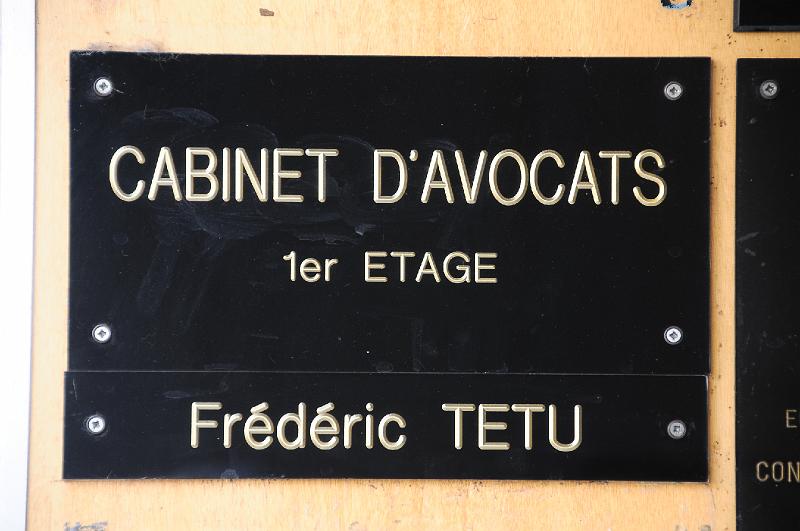 CABINET D'AVOCATS
1er ETAGE
Frédéric TETU